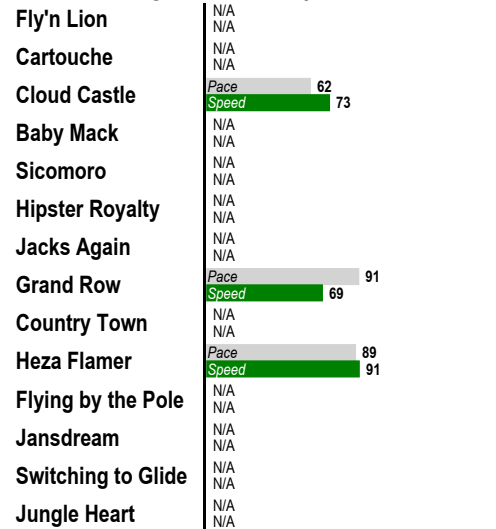 Fly'n Lion
N/A
N/A
Cartouche
N/A
N/A
Cloud Castle
Pace 62
Speed 73
Baby Mack
N/A
N/A
Sicomoro
N/A
N/A
Hipster Royalty
N/A
N/A
Jacks Again
N/A
N/A
Grand Row
Pace 91
Speed 69
Country Town
N/A
N/A
Heza Flamer
Pace 89
Speed 91
Flying by the Pole
N/A
N/A
Jansdream
N/A
N/A
Switching to Glide
N/A
N/A
Jungle Heart
N/A
N/A